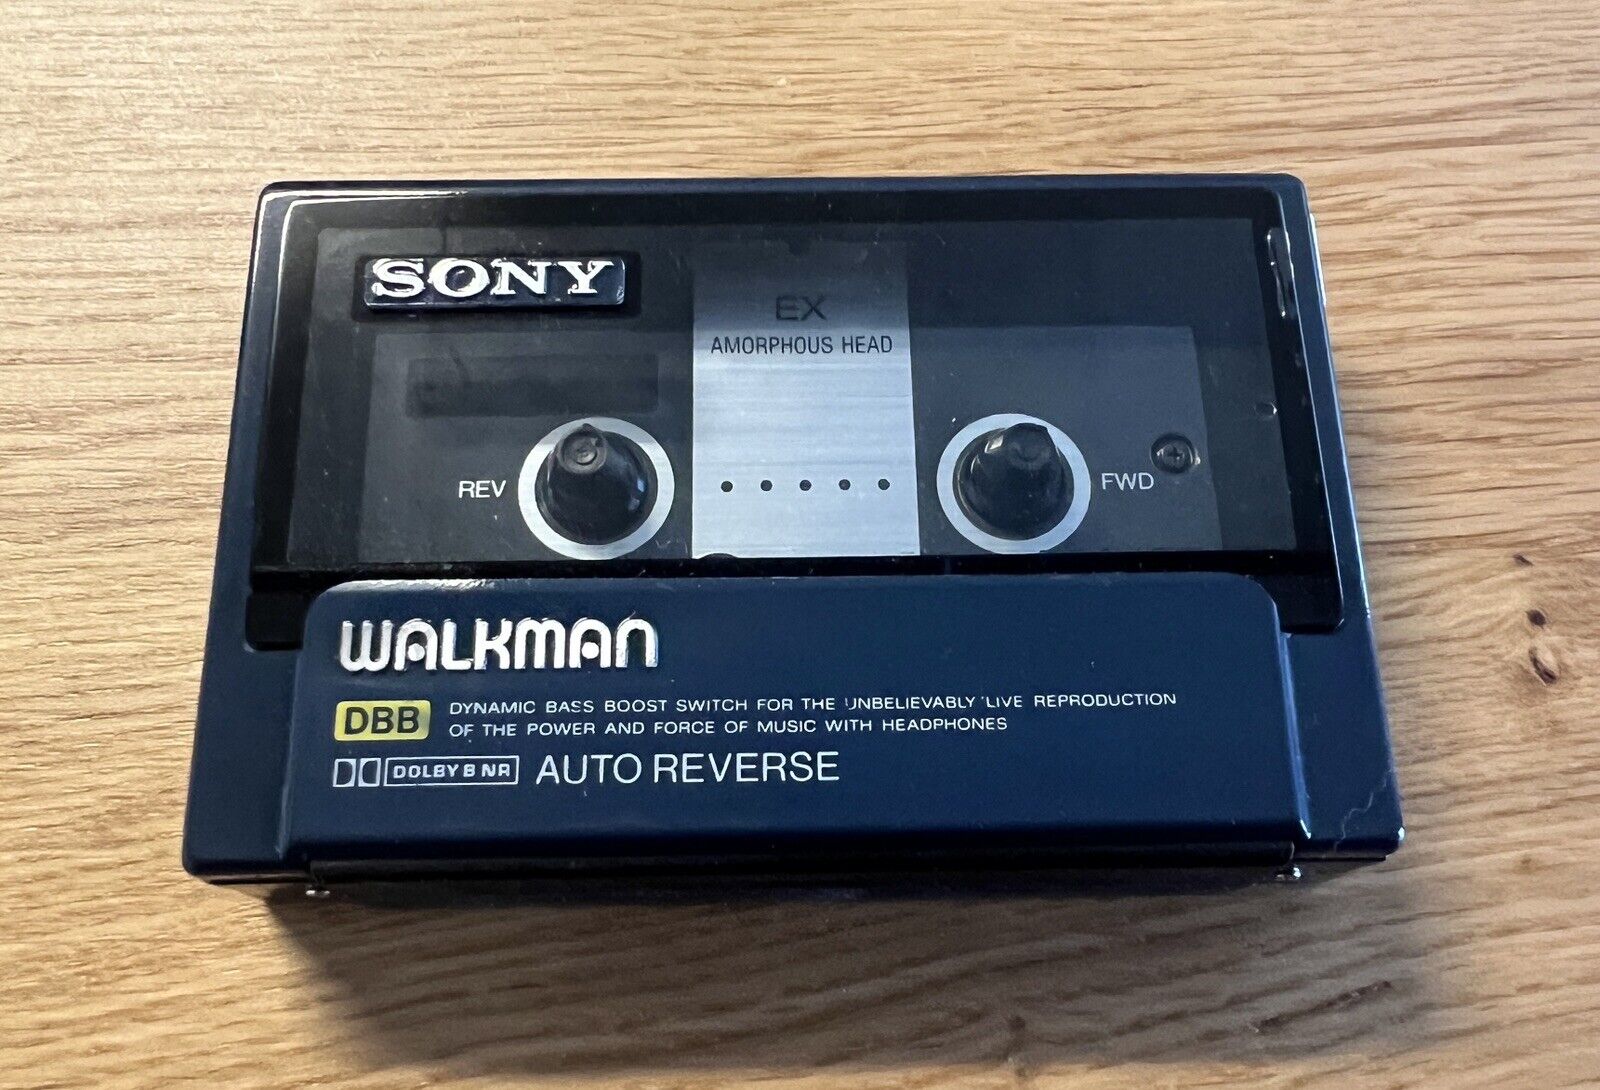 SONY
EX
AMORPHOUS HEAD
REV
FWD
WALKMAN
DBB DYNAMIC BASS BOOST SWITCH FOR THE UNBELIEVABLY 'LIVE REPRODUCTION
OF THE POWER AND FORCE OF MUSIC WITH HEADPHONES
DOLBY B NR AUTO REVERSE